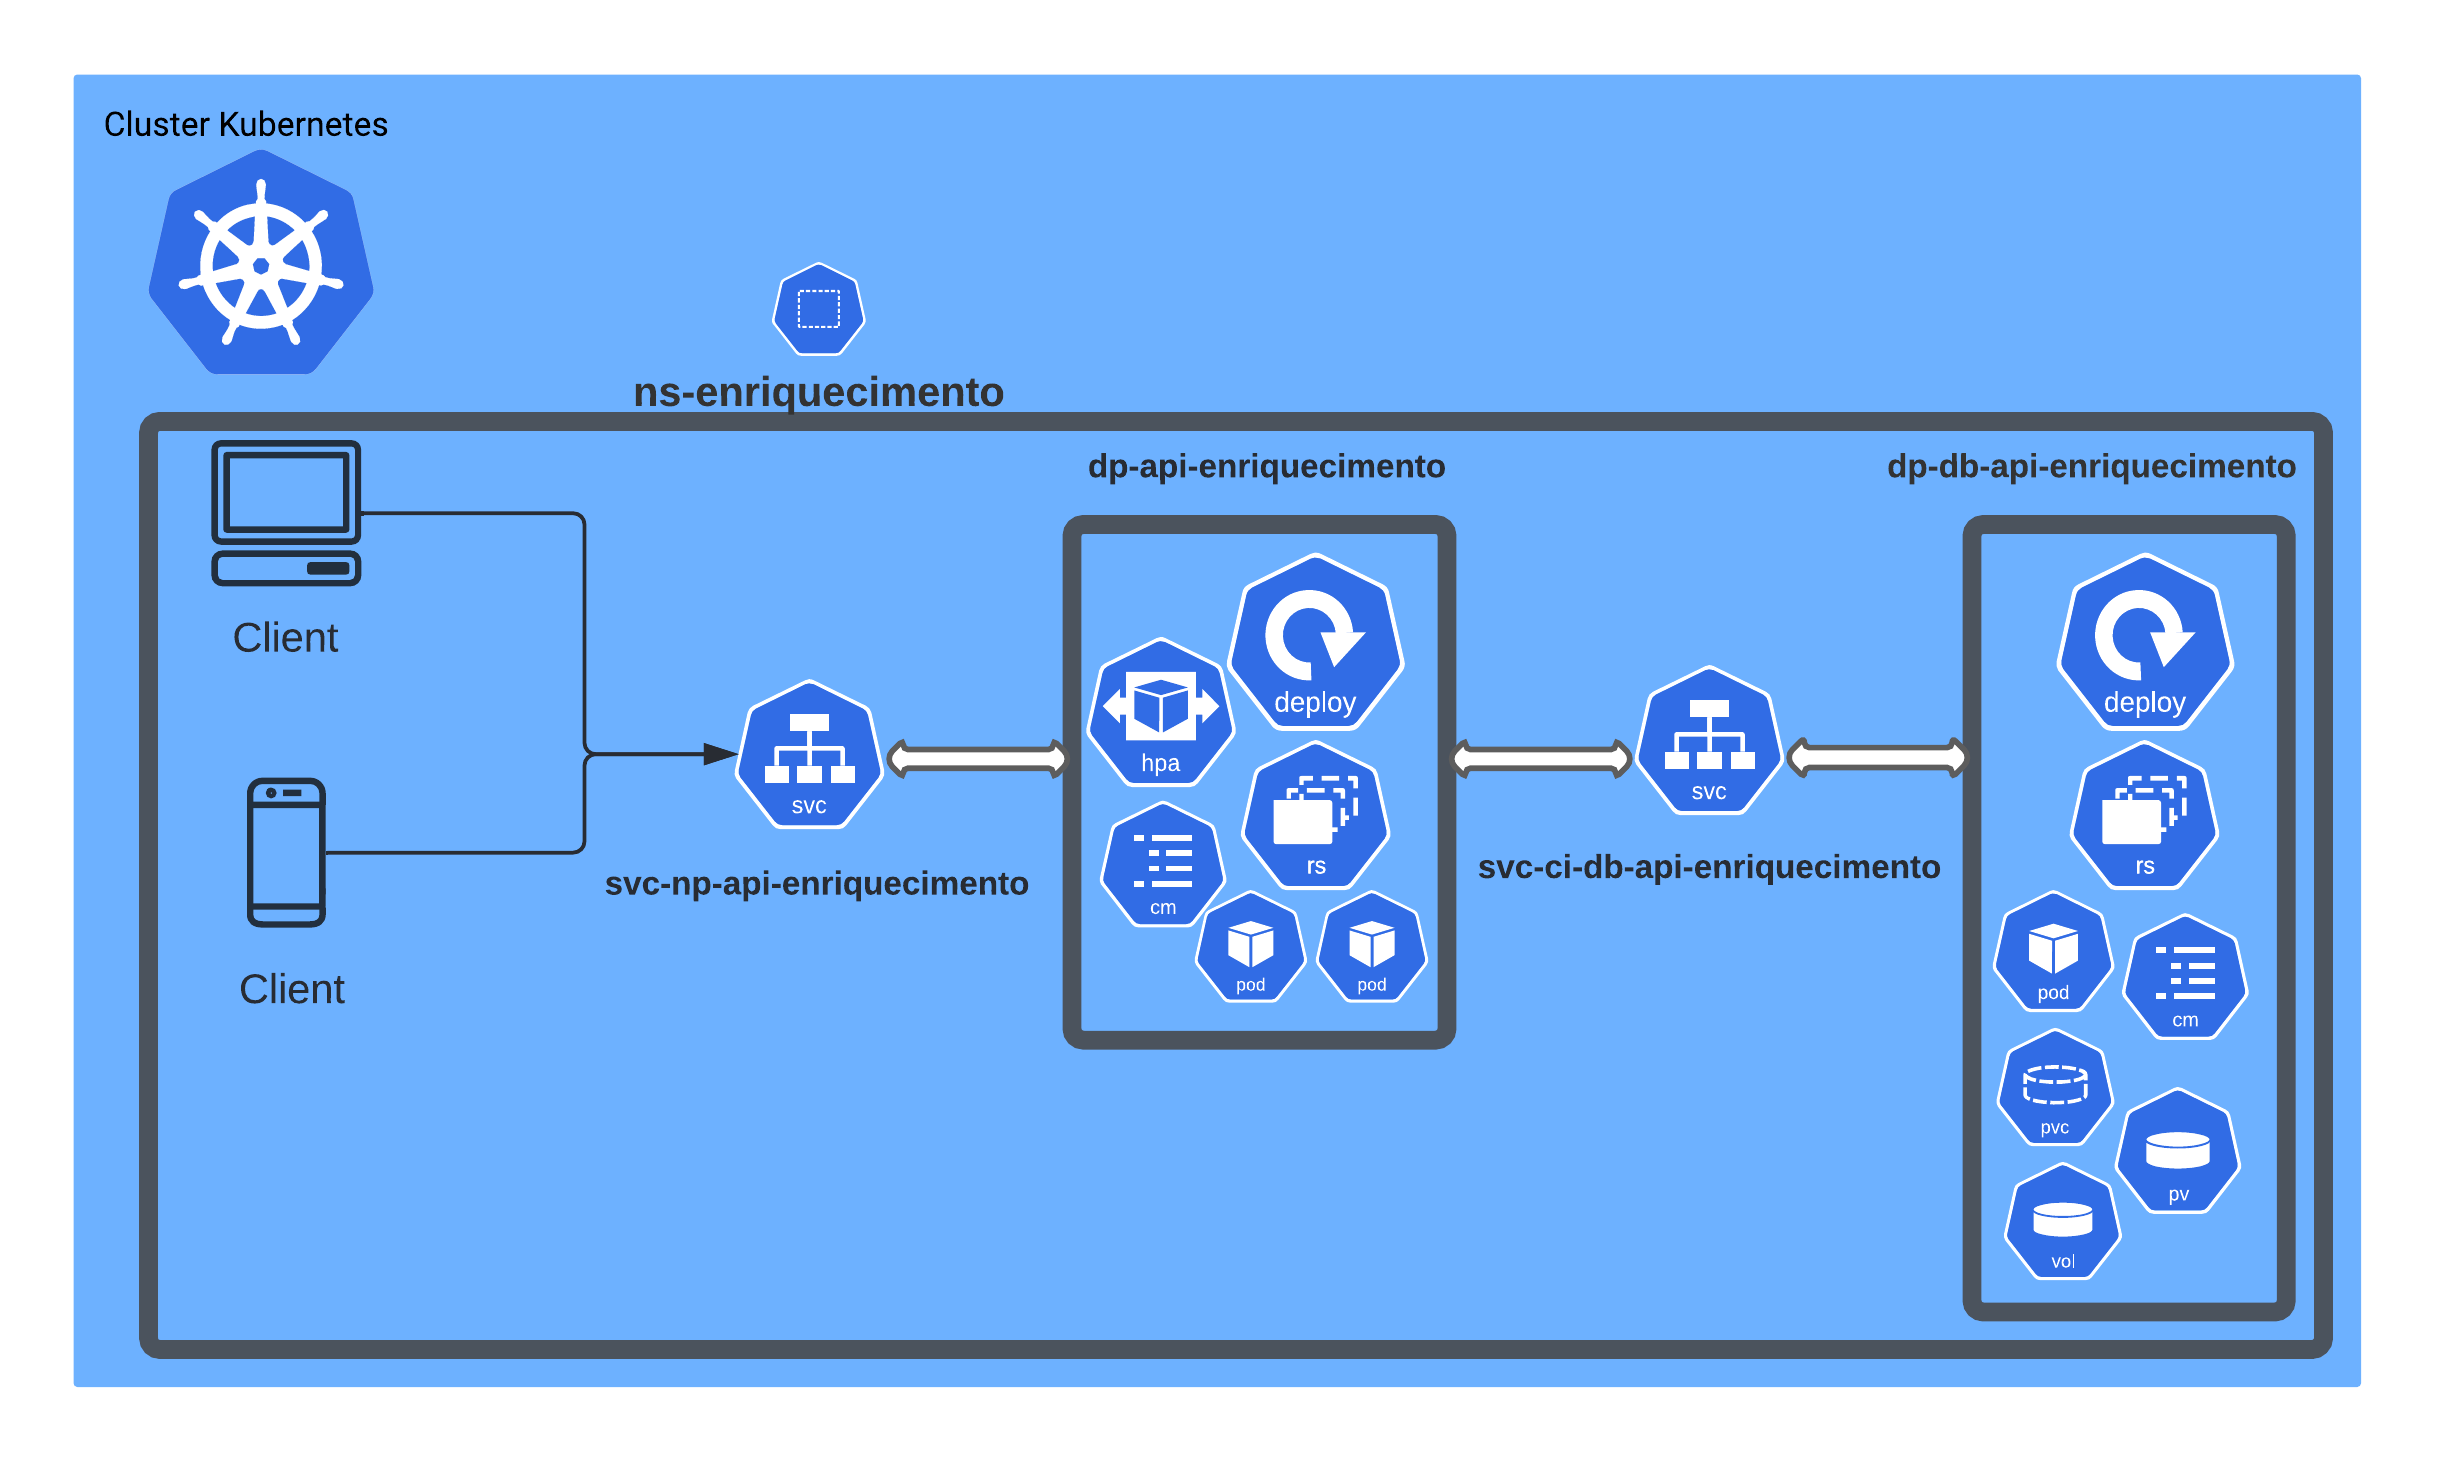 Cluster Kubernetes
ns-enriquecimento
dp-api-enriquecimento
dp-db-api-enriquecimento
Client
Client
svc
svc-np-api-enriquecimento
deploy
hpa
rs
cm
pod
pod
svc
svc-ci-db-api-enriquecimento
deploy
rs
pod
cm
pvc
pv
vol